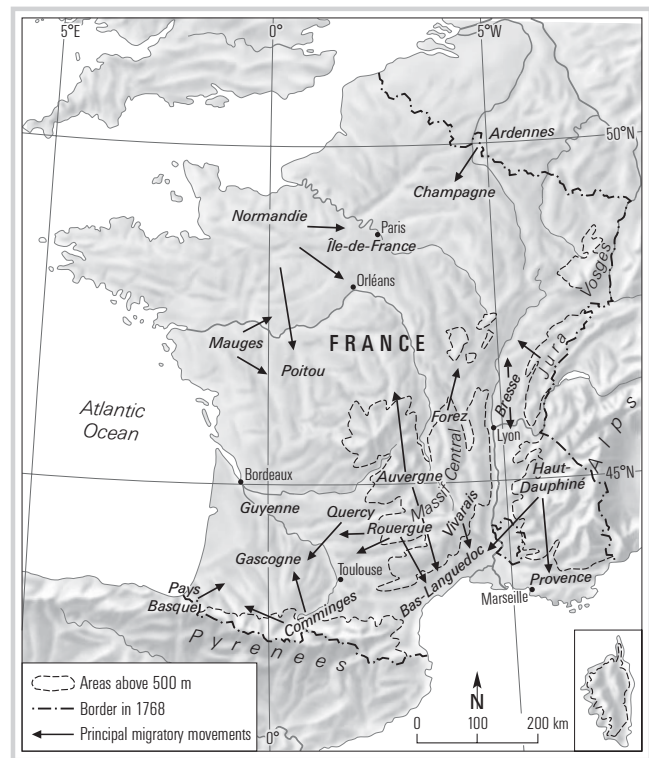 5°E
0°
5°W
50°N
Ardennes
Champagne
Normandie
Paris
Île-de-France
Orléans
Vosges
FRANCE
Mauges
Poitou
Jura
Bresse
Atlantic
Ocean
Forez
Lyon
Alps
Massif Central
Haut-
Dauphiné
45°N
Bordeaux
Auvergne
Guyenne
Quercy
Vivarais
Rouergue
Gascogne
Toulouse
Bas-Languedoc
Provence
Marseille
Pays
Basque
Comminges
Pyrenees
Areas above 500 m
Border in 1768
Principal migratory movements
0°
N
0 100 200 km